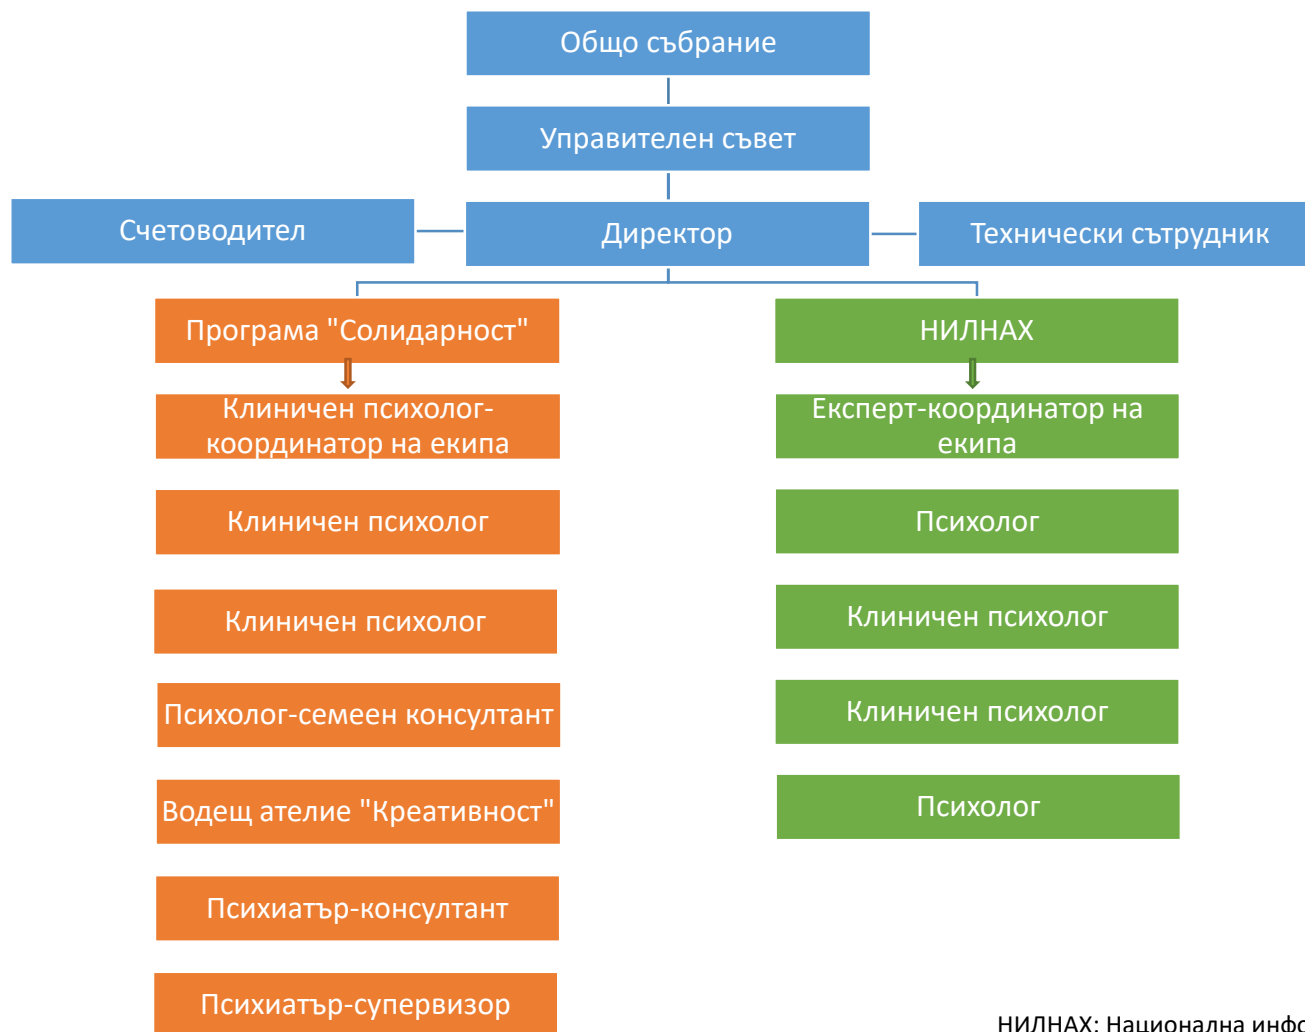 Общо събрание
Управителен съвет
Счетоводител
Директор
Технически сътрудник
Програма "Солидарност"
НИЛНАХ
Клиничен психолог-
координатор на екипа
Експерт-координатор на
екипа
Клиничен психолог
Психолог
Клиничен психолог
Клиничен психолог
Психолог-семеен консултант
Клиничен психолог
Водещ ателие "Креативност"
Психолог
Психиатър-консултант
Психиатър-супервизор
НИЛНАХ: Национална инфо